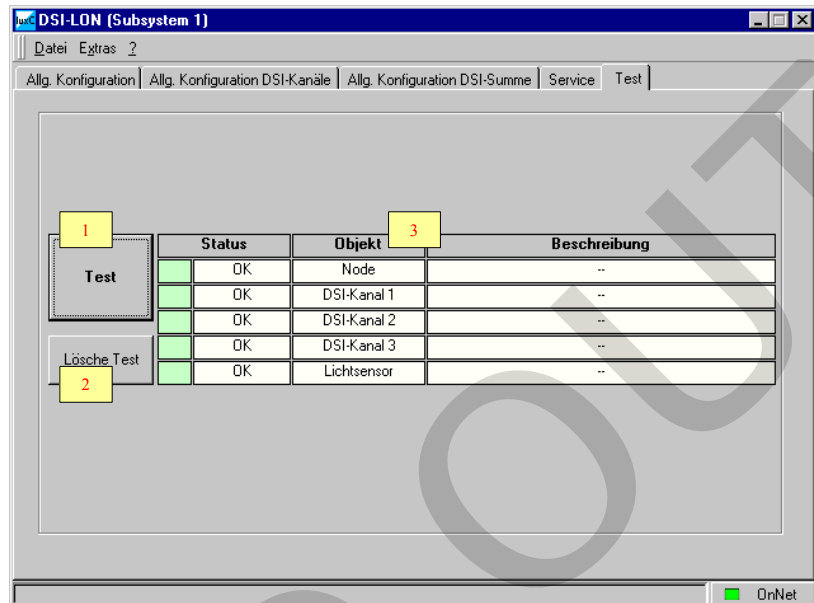 luxC DSI-LON (Subsystem 1)
Datei Extras ?
Allg. Konfiguration Allg. Konfiguration DSI-Kanäle Allg. Konfiguration DSI-Summe Service Test
1
3
Status Objekt Beschreibung
Test
OK Node --
OK DSI-Kanal 1 --
OK DSI-Kanal 2 --
OK DSI-Kanal 3 --
Lösche Test
2
OK Lichtsensor --
OnNet
OUT